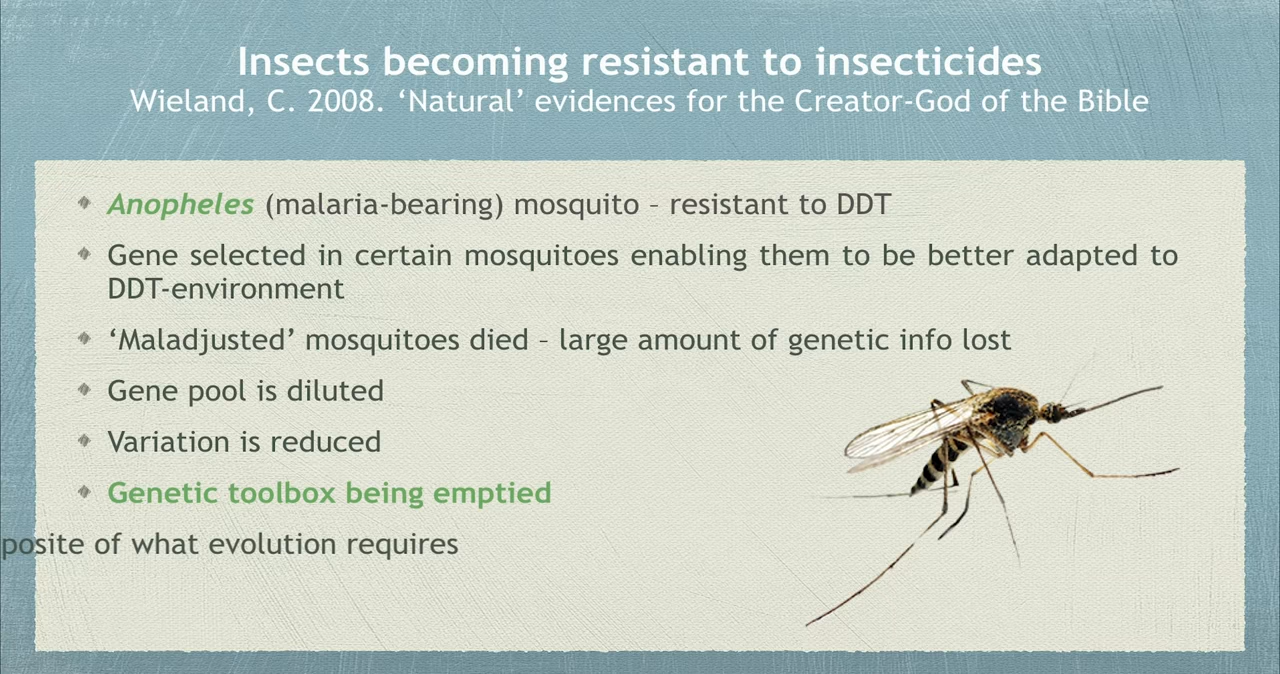 Insects becoming resistant to insecticides
Wieland, C. 2008. ‘Natural’ evidences for the Creator-God of the Bible
Anopheles (malaria-bearing) mosquito – resistant to DDT
Gene selected in certain mosquitoes enabling them to be better adapted to
DDT-environment
‘Maladjusted’ mosquitoes died – large amount of genetic info lost
Gene pool is diluted
Variation is reduced
Genetic toolbox being emptied
posite of what evolution requires